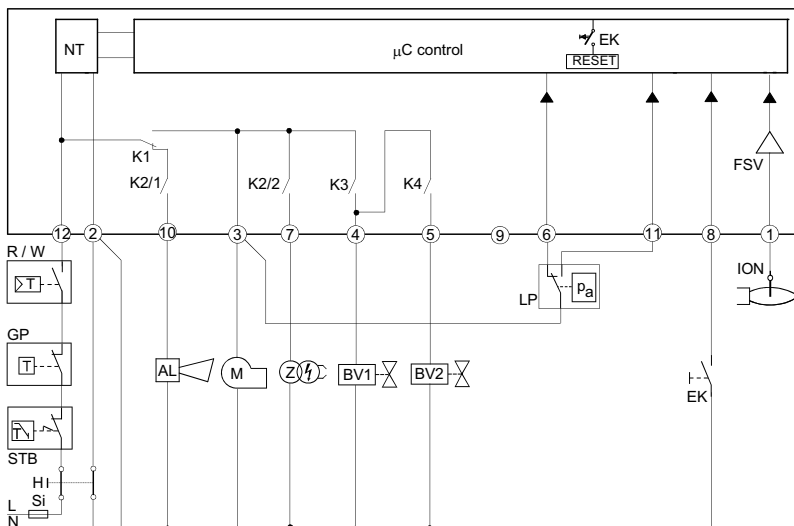 EK
NT
µC control
RESET
K1
FSV
K2/1
K2/2
K3
K4
12
2
10
3
7
4
5
9
6
11
8
1
R / W
T
LP
pa
ION
GP
T
AL
M
Z
BV1
BV2
EK
T
STB
H
Si
L
N